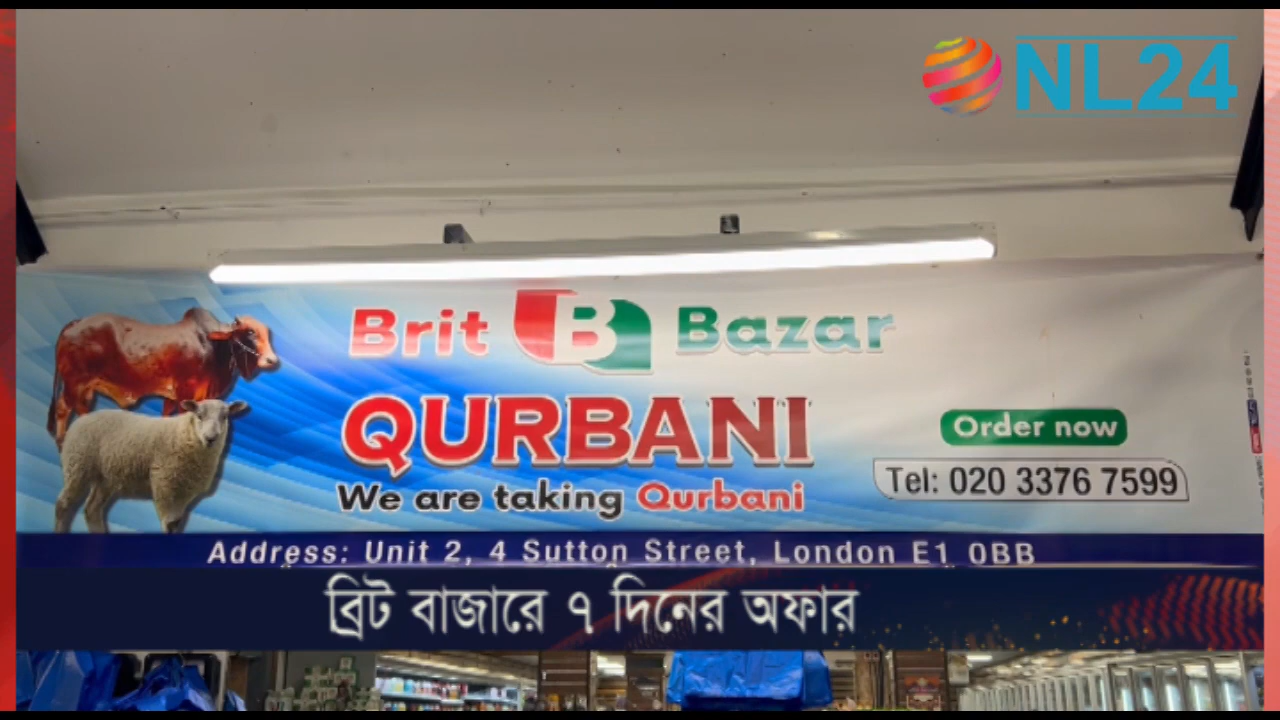 NL24
Brit B Bazar
QURBANI
We are taking Qurbani
Order now
Tel: 020 3376 7599
Address: Unit 2, 4 Sutton Street, London E1 0BB
ব্রিট বাজারে ৭ দিনের অফার